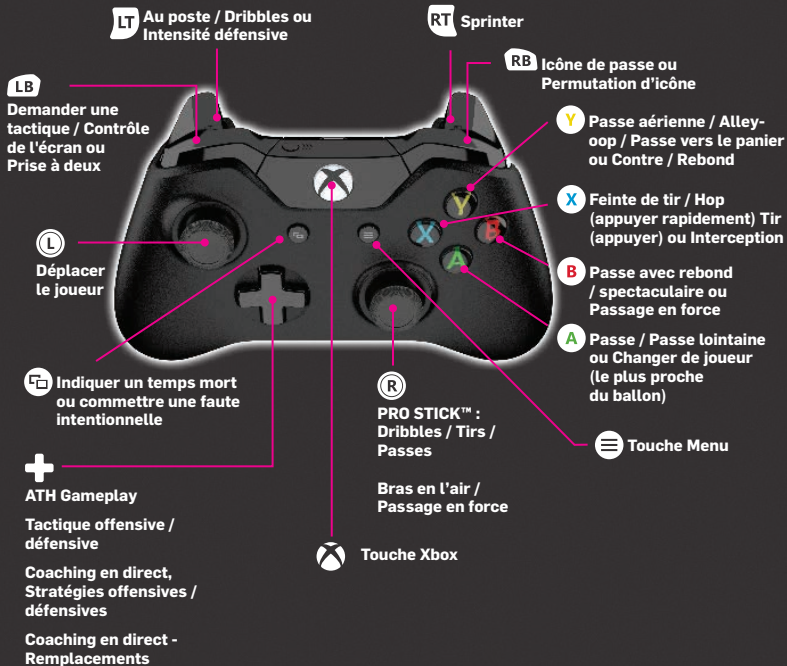 LT
Au poste / Dribbles ou
Intensité défensive
RT
Sprinter
LB
Demander une
tactique / Contrôle
de l'écran ou
Prise à deux
RB
Icône de passe ou
Permutation d'icône
Y
Passe aérienne / Alley-
oop / Passe vers le panier
ou Contre / Rebond
X
Feinte de tir / Hop
(appuyer rapidement) Tir
(appuyer) ou Interception
L
Déplacer
le joueur
B
Passe avec rebond
/ spectaculaire ou
Passage en force
A
Passe / Passe lointaine
ou Changer de joueur
(le plus proche
du ballon)
Y
X
B
A
Indiquer un temps mort
ou commettre une faute
intentionnelle
R
PRO STICK™ :
Dribbles / Tirs /
Passes
Bras en l'air /
Passage en force
Touche Menu
ATH Gameplay
Tactique offensive /
défensive
Coaching en direct,
Stratégies offensives /
défensives
Coaching en direct -
Remplacements
Touche Xbox